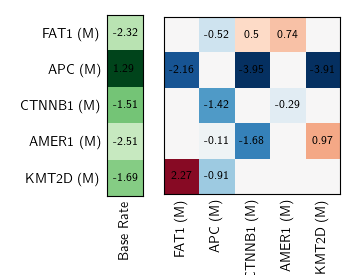 FAT1 (M) -2.32 -0.52 0.5 0.74
APC (M) 1.29 -2.16 -3.95 -3.91
CTNNB1 (M) -1.51 -1.42 -0.29
AMER1 (M) -2.51 -0.11 -1.68 0.97
KMT2D (M) -1.69 2.27 -0.91
Base Rate
FAT1 (M)
APC (M)
CTNNB1 (M)
AMER1 (M)
KMT2D (M)